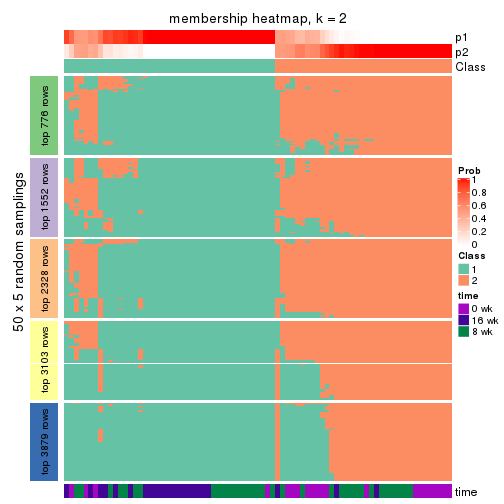 membership heatmap, k = 2
p1
p2
Class
50 x 5 random samplings
top 776 rows
top 1552 rows
top 2328 rows
top 3103 rows
top 3879 rows
Prob
1
0.8
0.6
0.4
0.2
0
Class
1
2
time
0 wk
16 wk
8 wk
time